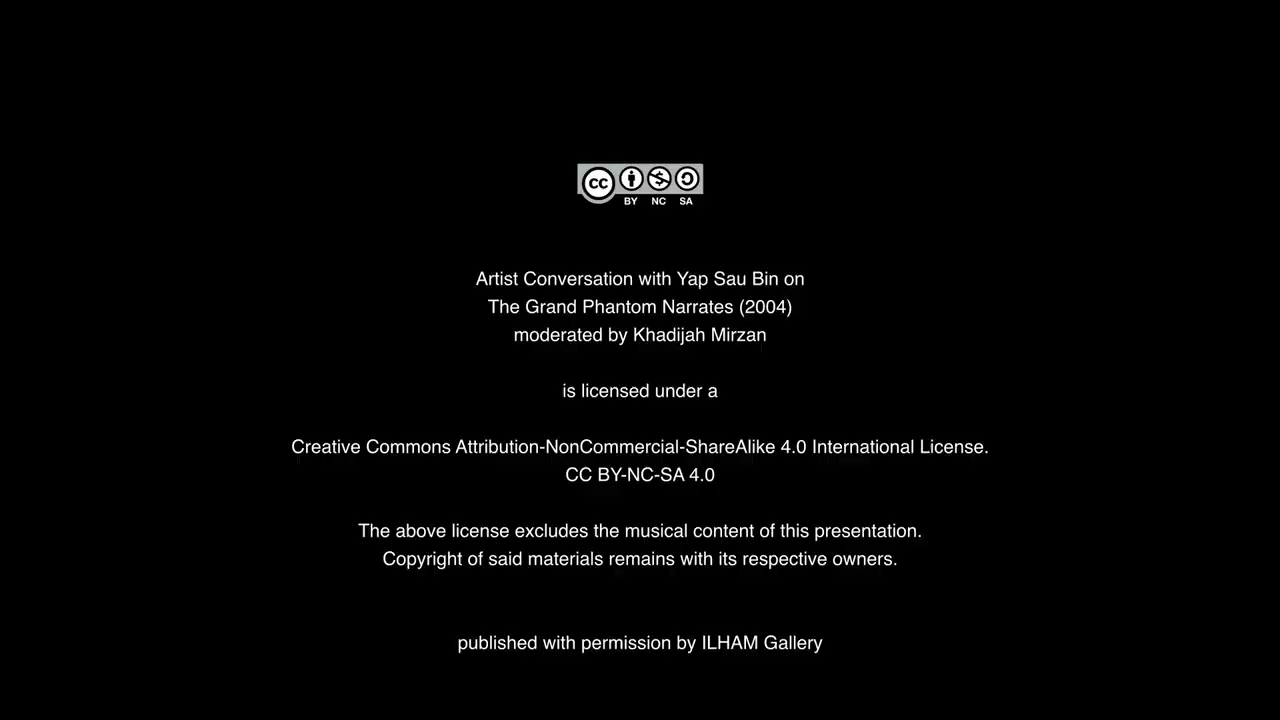 cc
BY NC SA
Artist Conversation with Yap Sau Bin on
The Grand Phantom Narrates (2004)
moderated by Khadijah Mirzan
is licensed under a
Creative Commons Attribution-NonCommercial-ShareAlike 4.0 International License.
CC BY-NC-SA 4.0
The above license excludes the musical content of this presentation.
Copyright of said materials remains with its respective owners.
published with permission by ILHAM Gallery